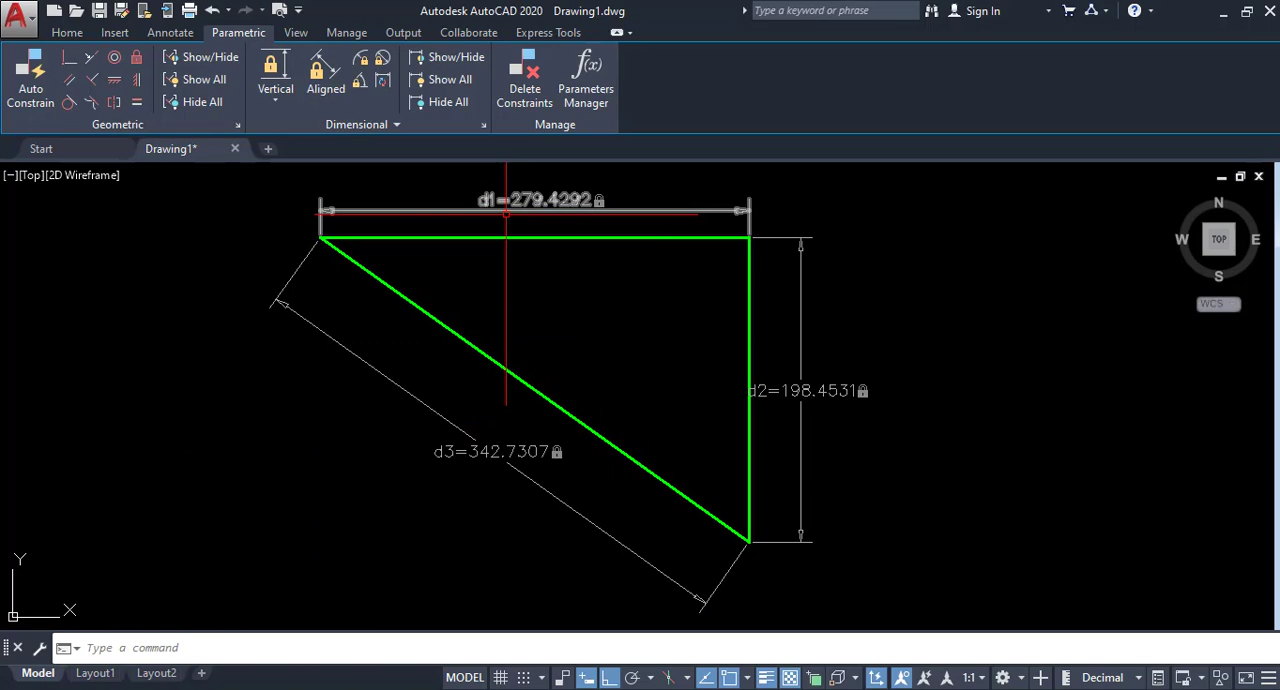 Autodesk AutoCAD 2020 Drawing1.dwg
Type a keyword or phrase
Sign In
Home Insert Annotate Parametric View Manage Output Collaborate Express Tools
Auto
Constrain
Show/Hide
Show All
Hide All
Geometric
Vertical
Aligned
Show/Hide
Show All
Hide All
Dimensional
Delete
Constraints
f(x)
Parameters
Manager
Manage
Start Drawing1*
[−][Top][2D Wireframe]
d1=279.4292
d2=198.4531
d3=342.7307
N
W TOP E
S
WCS
Y
X
Type a command
Model Layout1 Layout2
MODEL 1:1 Decimal